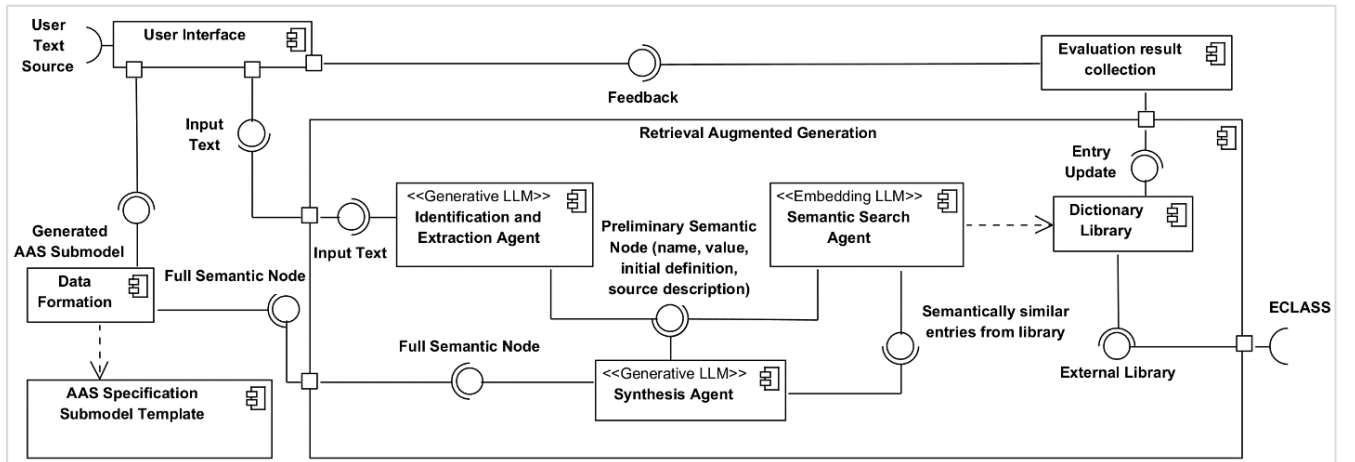 User
Text
Source
User Interface
Feedback
Evaluation result
collection
Input
Text
Retrieval Augmented Generation
Entry
Update
<<Generative LLM>>
Identification and
Extraction Agent
Input Text
Preliminary Semantic
Node (name, value,
initial definition,
source description)
<<Embedding LLM>>
Semantic Search
Agent
Dictionary
Library
Generated
AAS Submodel
Data
Formation
Full Semantic Node
Semantically similar
entries from library
ECLASS
External Library
Full Semantic Node
<<Generative LLM>>
Synthesis Agent
AAS Specification
Submodel Template